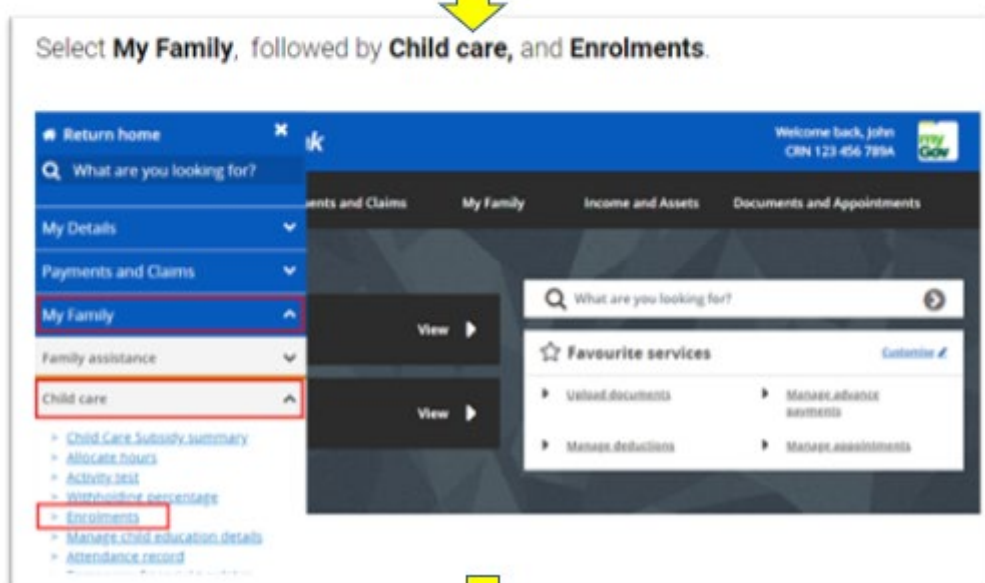 Select My Family, followed by Child care, and Enrolments.
Return home
What are you looking for?
My Details
Payments and Claims
My Family
Family assistance
Child care
Child Care Subsidy summary
Allocate hours
Activity test
Withholding percentage
Enrolments
Manage child education details
Attendance record
Welcome back, John
CRN 123 456 789A
my
Gov
and Claims
My Family
Income and Assets
Documents and Appointments
View
View
What are you looking for?
Favourite services
Customise
Upload documents
Manage advance
payments
Manage deductions
Manage appointments